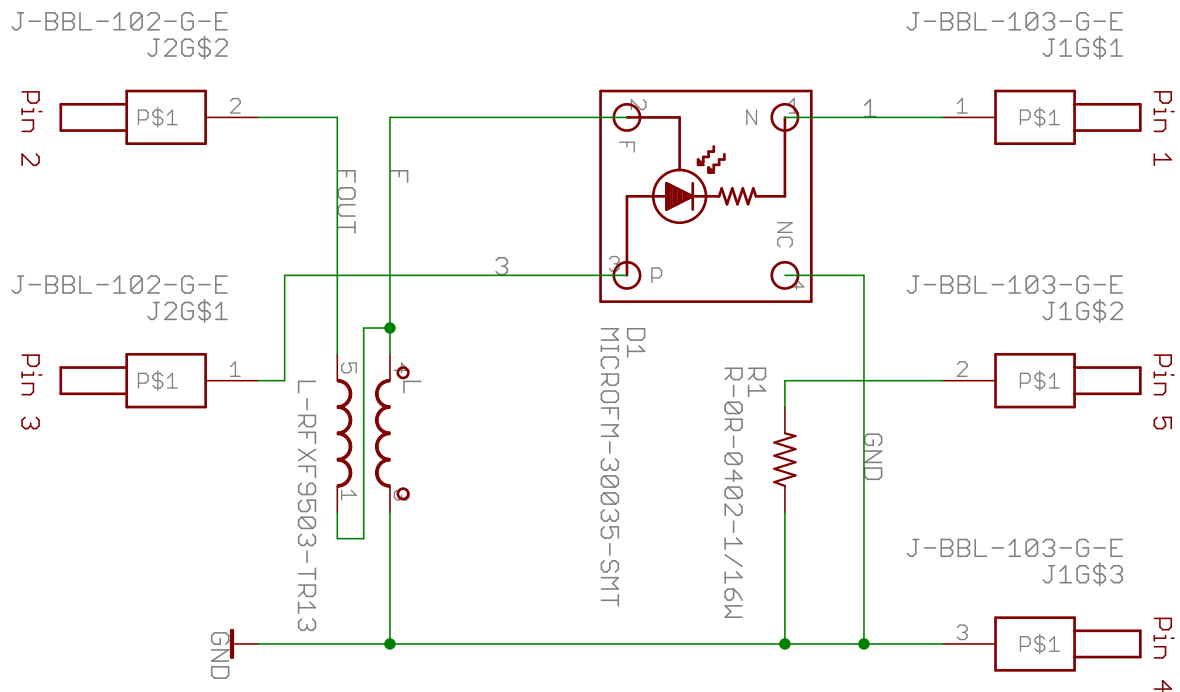 J-BBL-102-G-E
J2G$2
J-BBL-103-G-E
J1G$1
Pin 2
P$1
2
2
F
N
1
1
1
P$1
Pin 1
FOUT
F
NC
3
3
P
4
J-BBL-102-G-E
J2G$1
J-BBL-103-G-E
J1G$2
Pin 3
P$1
1
5
4
L
1
6
L-RFXF9503-TR13
D1
MICROFM-30035-SMT
R1
R-0R-0402-1/16W
GND
2
P$1
Pin 5
J-BBL-103-G-E
J1G$3
GND
3
P$1
Pin 4